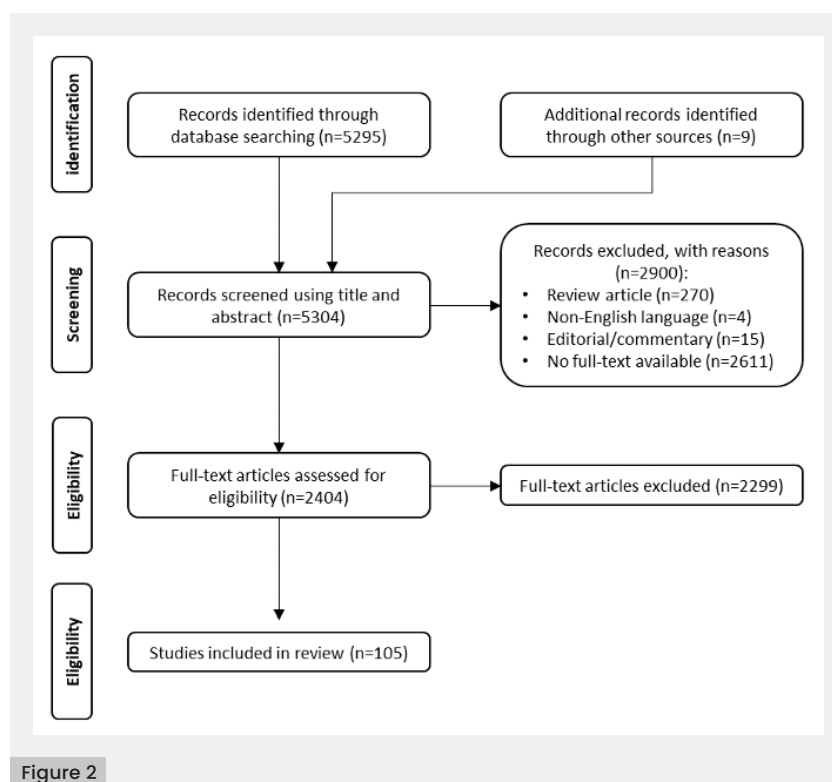 identification
Records identified through
database searching (n=5295)
Additional records identified
through other sources (n=9)
Screening
Records screened using title and
abstract (n=5304)
Records excluded, with reasons
(n=2900):
• Review article (n=270)
• Non-English language (n=4)
• Editorial/commentary (n=15)
• No full-text available (n=2611)
Eligibility
Full-text articles assessed for
eligibility (n=2404)
Full-text articles excluded (n=2299)
Eligibility
Studies included in review (n=105)
Figure 2